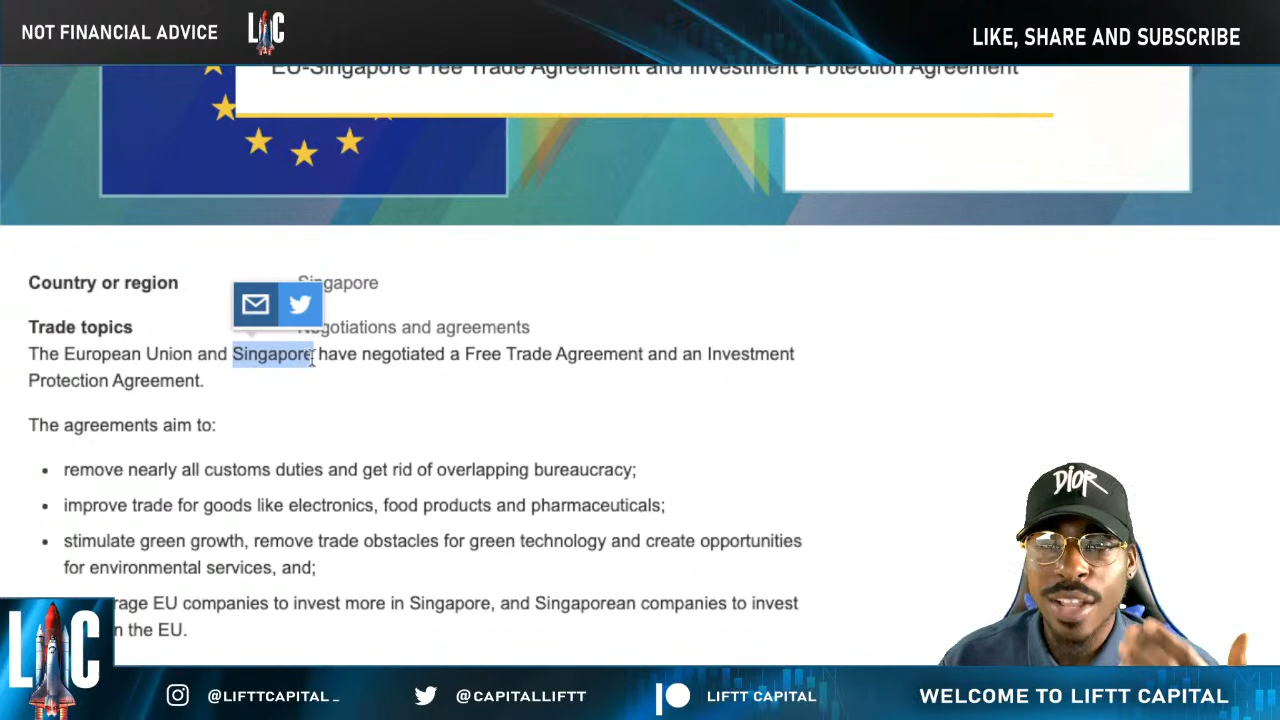 NOT FINANCIAL ADVICE
LC
LIKE, SHARE AND SUBSCRIBE
EU-Singapore Free Trade Agreement and Investment Protection Agreement
Country or region
Singapore
Trade topics
Negotiations and agreements
The European Union and Singapore have negotiated a Free Trade Agreement and an Investment
Protection Agreement.
The agreements aim to:
• remove nearly all customs duties and get rid of overlapping bureaucracy;
• improve trade for goods like electronics, food products and pharmaceuticals;
• stimulate green growth, remove trade obstacles for green technology and create opportunities
for environmental services, and;
EU companies to invest more in Singapore, and Singaporean companies to invest
the EU.
DIOR
LC
@LIFTTCAPITAL_
@CAPITALLIFTT
LIFTT CAPITAL
WELCOME TO LIFTT CAPITAL